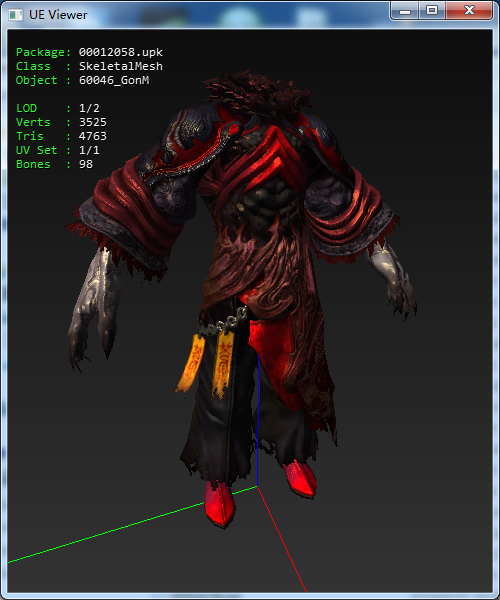 UE Viewer
Package: 00012058.upk
Class : SkeletalMesh
Object : 60046_GonM
LOD : 1/2
Verts : 3525
Tris : 4763
UV Set : 1/1
Bones : 98